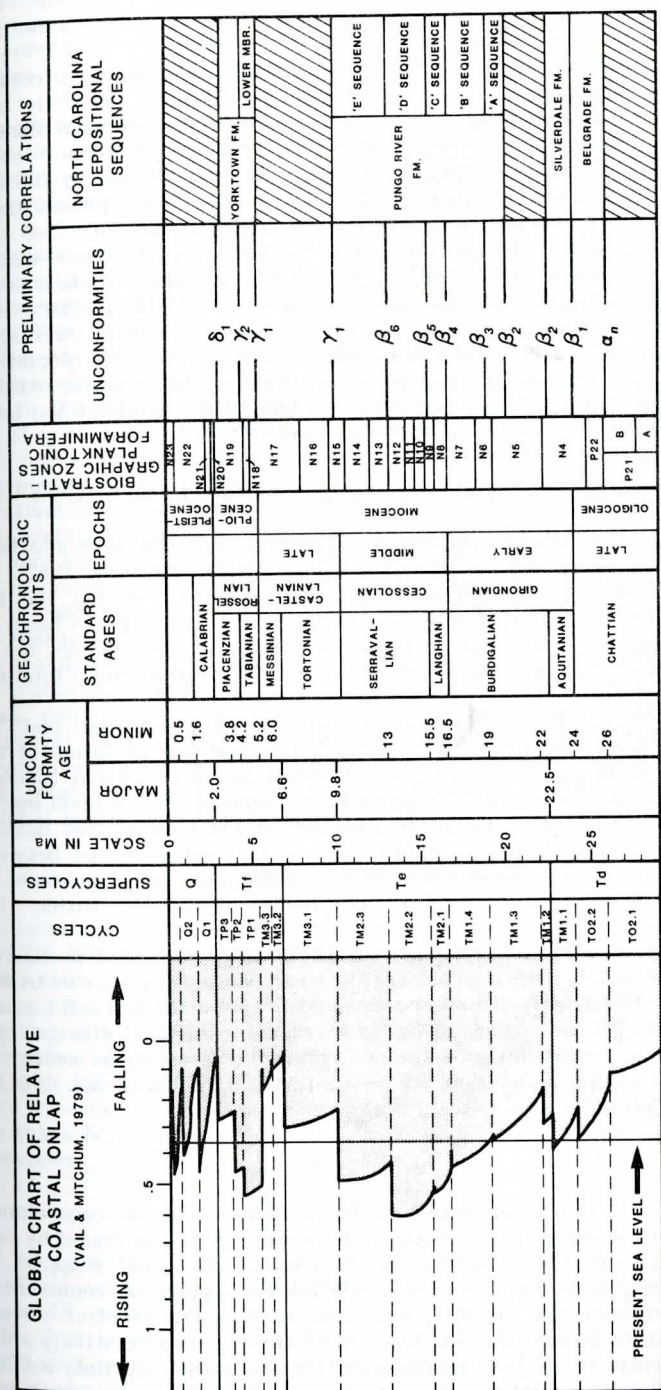 PRELIMINARY CORRELATIONS
NORTH CAROLINA
DEPOSITIONAL
SEQUENCES
YORKTOWN FM.
LOWER MBR.
PUNGO RIVER
FM.
'E' SEQUENCE
'D' SEQUENCE
'C' SEQUENCE
'B' SEQUENCE
'A' SEQUENCE
SILVERDALE FM.
BELGRADE FM.
UNCONFORMITIES
δ1
γ2
γ1
γ1
β6
β5
β4
β3
β2
β2
β1
αn
BIOSTRATI
GRAPHIC ZONES
PLANKTONIC
FORAMINIFERA
N23
N22
N21
N20
N19
N18
N17
N16
N15
N14
N13
N12
N11
N10
N9
N8
N7
N6
N5
N4
P22
P21
B
A
GEOCHRONOLOGIC
UNITS
EPOCHS
PLEIST-
OCENE
PLIO-
CENE
MIOCENE
OLIGOCENE
LATE
MIDDLE
EARLY
LATE
STANDARD
AGES
ROSSEL
LIAN
CASTEL-
LANIAN
CESSOLIAN
GIRONDIAN
CALABRIAN
PIACENZIAN
TABIANIAN
MESSINIAN
TORTONIAN
SERRAVAL-
LIAN
LANGHIAN
BURDIGALIAN
AQUITANIAN
CHATTIAN
UNCON-
FORMITY
AGE
MINOR
0.5
1.6
3.8
4.2
5.2
6.0
13
15.5
16.5
19
22
24
26
MAJOR
2.0
6.6
9.8
22.5
SCALE IN Ma
0
5
10
15
20
25
SUPERCYCLES
Q
Tf
Te
Td
CYCLES
Q2
Q1
TP3
TP2
TP1
TM3.3
TM3.2
TM3.1
TM2.3
TM2.2
TM2.1
TM1.4
TM1.3
TM1.2
TM1.1
TO2.2
TO2.1
GLOBAL CHART OF RELATIVE
COASTAL ONLAP
(VAIL & MITCHUM, 1979)
FALLING
RISING
0
.5
PRESENT SEA LEVEL